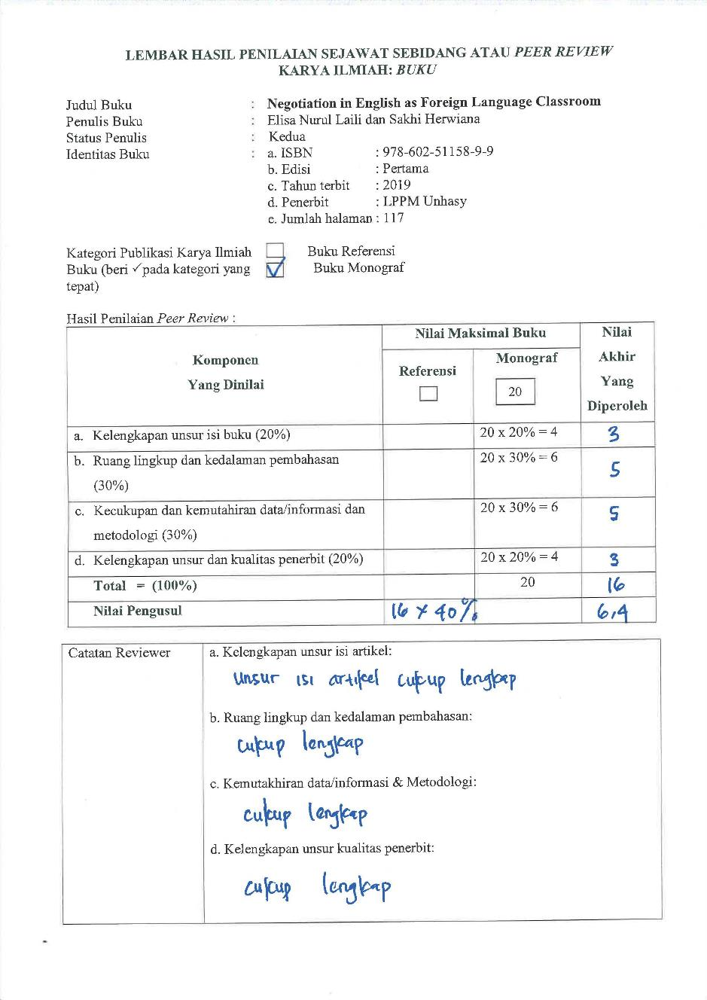 LEMBAR HASIL PENILAIAN SEJAWAT SEBIDANG ATAU PEER REVIEW
KARYA ILMIAH: BUKU
Judul Buku : Negotiation in English as Foreign Language Classroom
Penulis Buku : Elisa Nurul Laili dan Sakhi Herwiana
Status Penulis : Kedua
Identitas Buku : a. ISBN : 978-602-51158-9-9
b. Edisi : Pertama
c. Tahun terbit : 2019
d. Penerbit : LPPM Unhasy
e. Jumlah halaman : 117
Kategori Publikasi Karya Ilmiah Buku Referensi
Buku (beri ✓pada kategori yang ✓ Buku Monograf
tepat)
Hasil Penilaian Peer Review :
Komponen
Yang Dinilai
Nilai Maksimal Buku
Referensi
Monograf
20
Nilai
Akhir
Yang
Diperoleh
a. Kelengkapan unsur isi buku (20%) 20 x 20% = 4 3
b. Ruang lingkup dan kedalaman pembahasan 20 x 30% = 6 5
(30%)
c. Kecukupan dan kemutahiran data/informasi dan 20 x 30% = 6 5
metodologi (30%)
d. Kelengkapan unsur dan kualitas penerbit (20%) 20 x 20% = 4 3
Total = (100%) 20 16
Nilai Pengusul 16 x 40% 6,4
Catatan Reviewer
a. Kelengkapan unsur isi artikel:
Unsur isi artikel cukup lengkap
b. Ruang lingkup dan kedalaman pembahasan:
cukup lengkap
c. Kemutakhiran data/informasi & Metodologi:
cukup lengkap
d. Kelengkapan unsur kualitas penerbit:
cukup lengkap